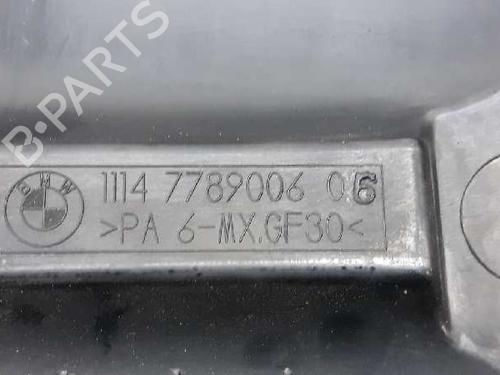 B-PARTS
BMW
1114 7789006 06
>PA 6-MX.GF30<